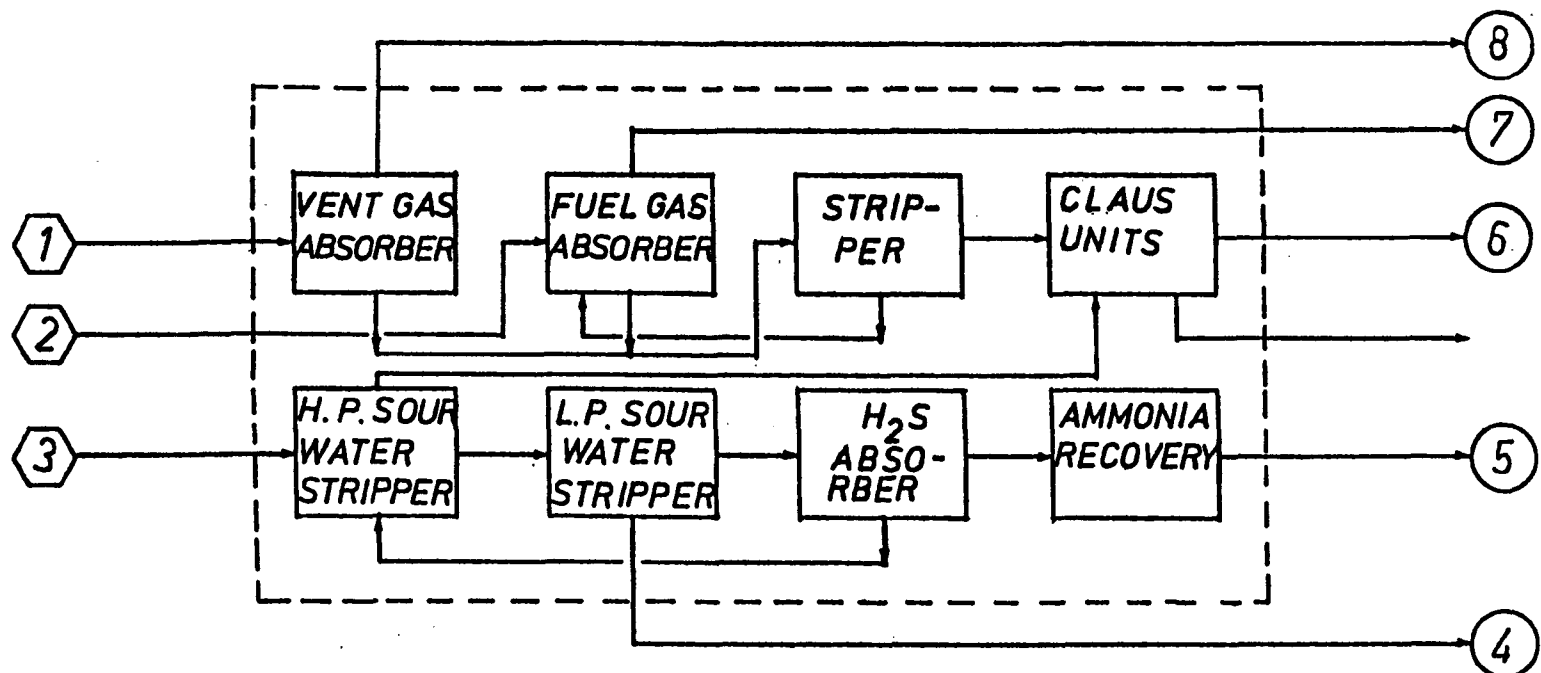 8
7
VENT GAS
ABSORBER
FUEL GAS
ABSORBER
STRIP-
PER
CLAUS
UNITS
1
6
2
H.P. SOUR
WATER
STRIPPER
L.P. SOUR
WATER
STRIPPER
H2S
ABSO-
RBER
AMMONIA
RECOVERY
3
5
4